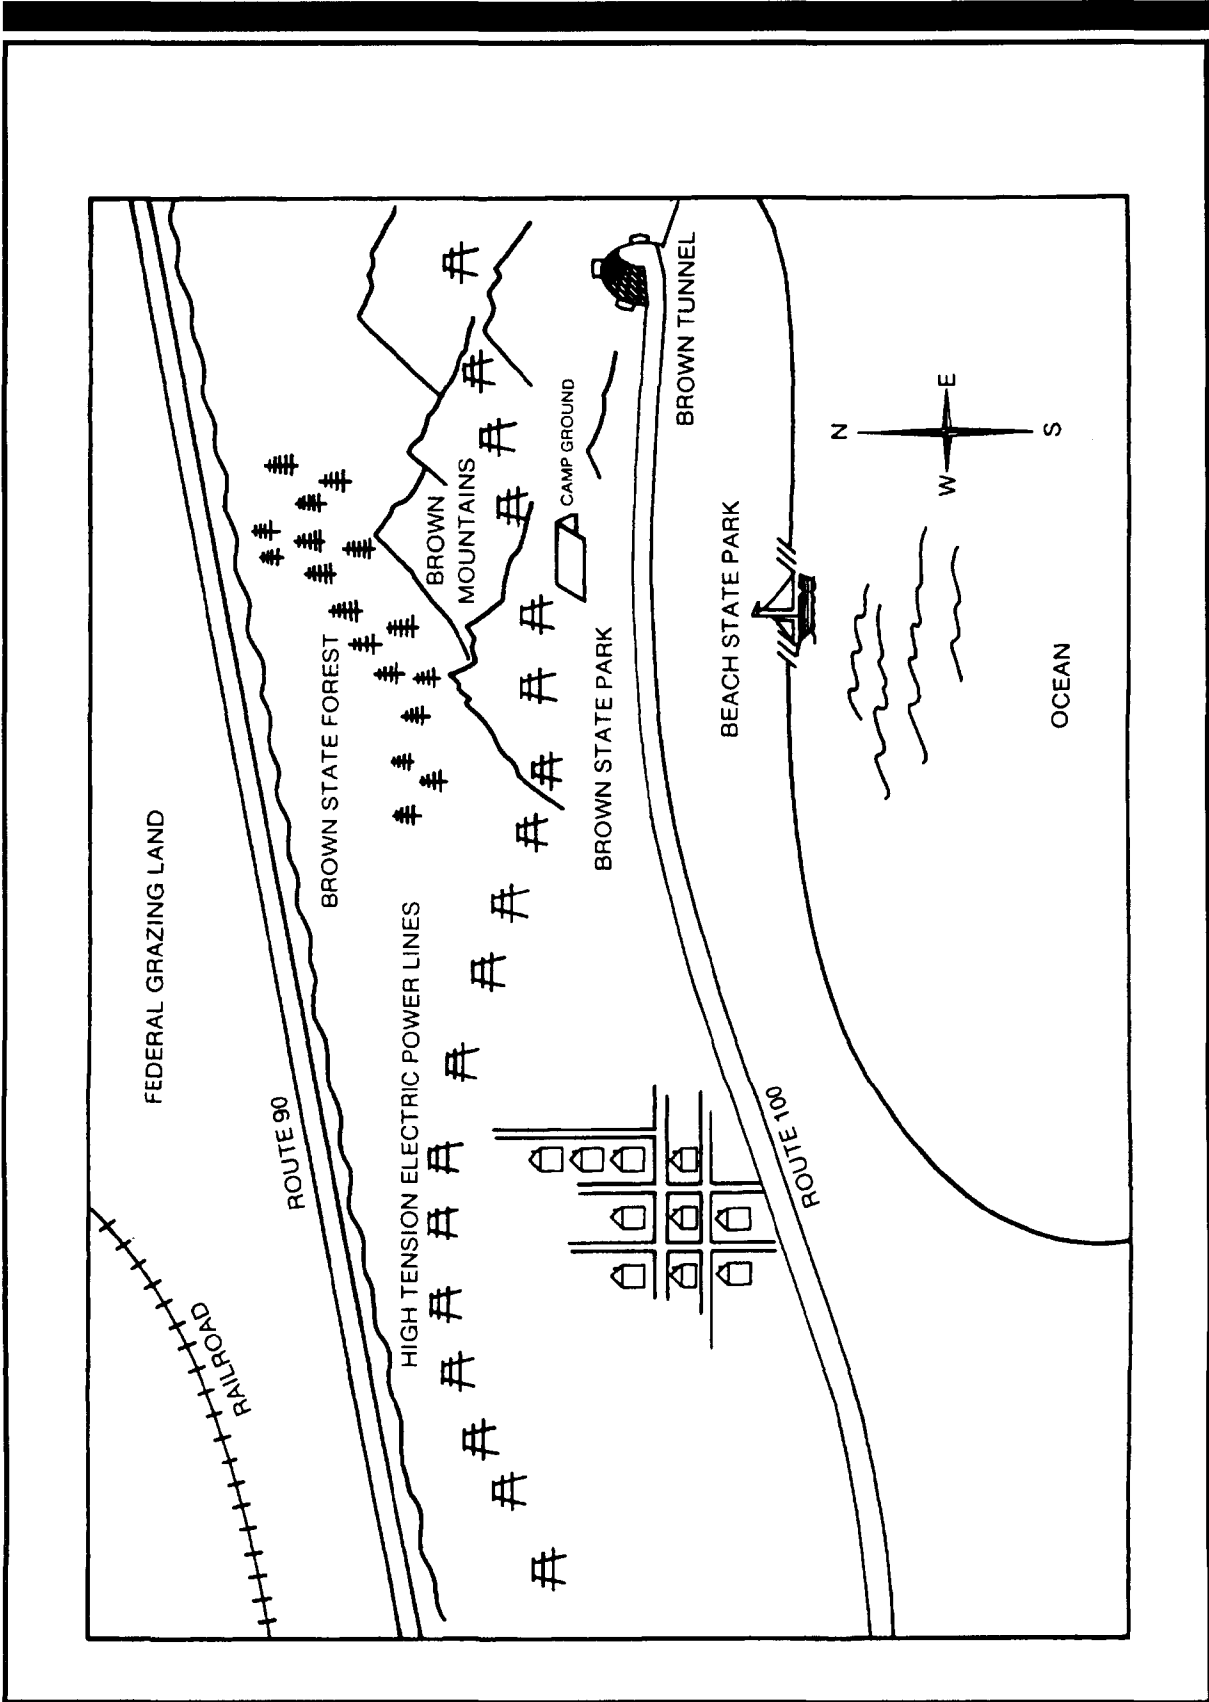 FEDERAL GRAZING LAND
RAILROAD
ROUTE 90
BROWN STATE FOREST
HIGH TENSION ELECTRIC POWER LINES
BROWN
MOUNTAINS
CAMP GROUND
BROWN STATE PARK
BROWN TUNNEL
BEACH STATE PARK
ROUTE 100
N
W
E
S
OCEAN